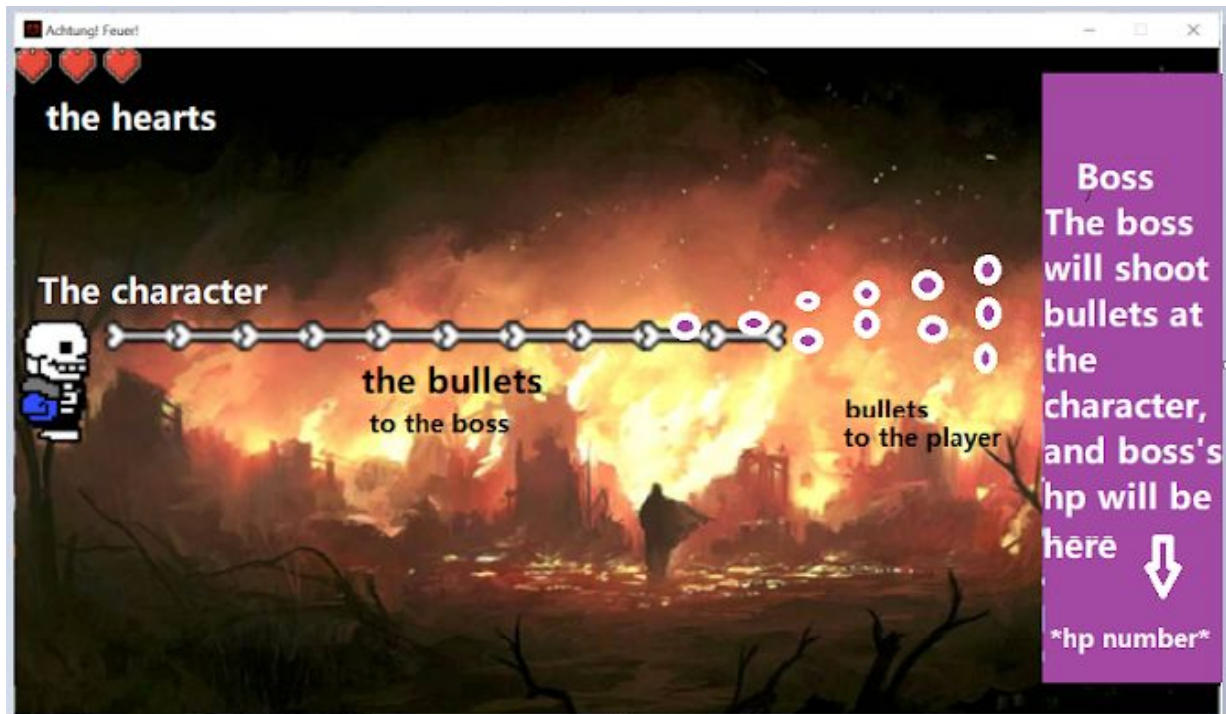 Achtung! Feuer!
the hearts
The character
the bullets
to the boss
bullets
to the player
Boss
The boss
will shoot
bullets at
the
character,
and boss's
hp will be
here
*hp number*